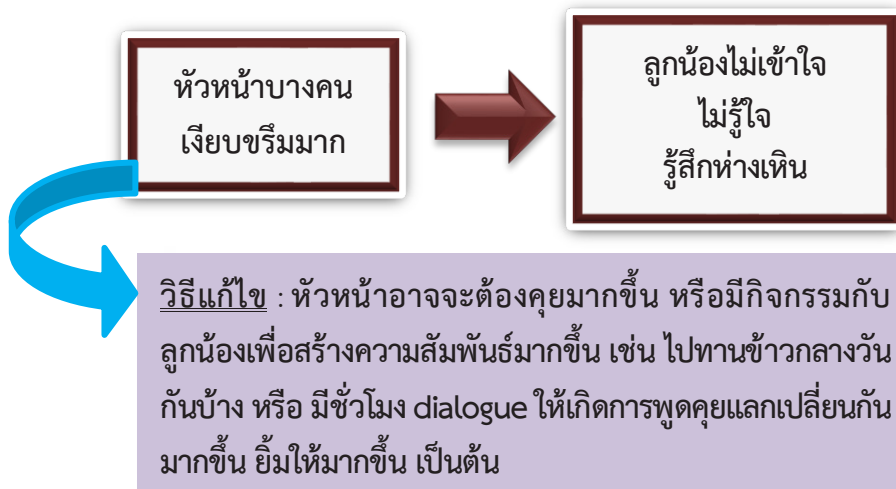 หัวหน้าบางคน
เงียบขรึมมาก
ลูกน้องไม่เข้าใจ
ไม่รู้ใจ
รู้สึกห่างเหิน
วิธีแก้ไข : หัวหน้าอาจจะต้องคุยมากขึ้น หรือมีกิจกรรมกับ
ลูกน้องเพื่อสร้างความสัมพันธ์มากขึ้น เช่น ไปทานข้าวกลางวัน
กันบ้าง หรือ มีชั่วโมง dialogue ให้เกิดการพูดคุยแลกเปลี่ยนกัน
มากขึ้น ยิ้มให้มากขึ้น เป็นต้น